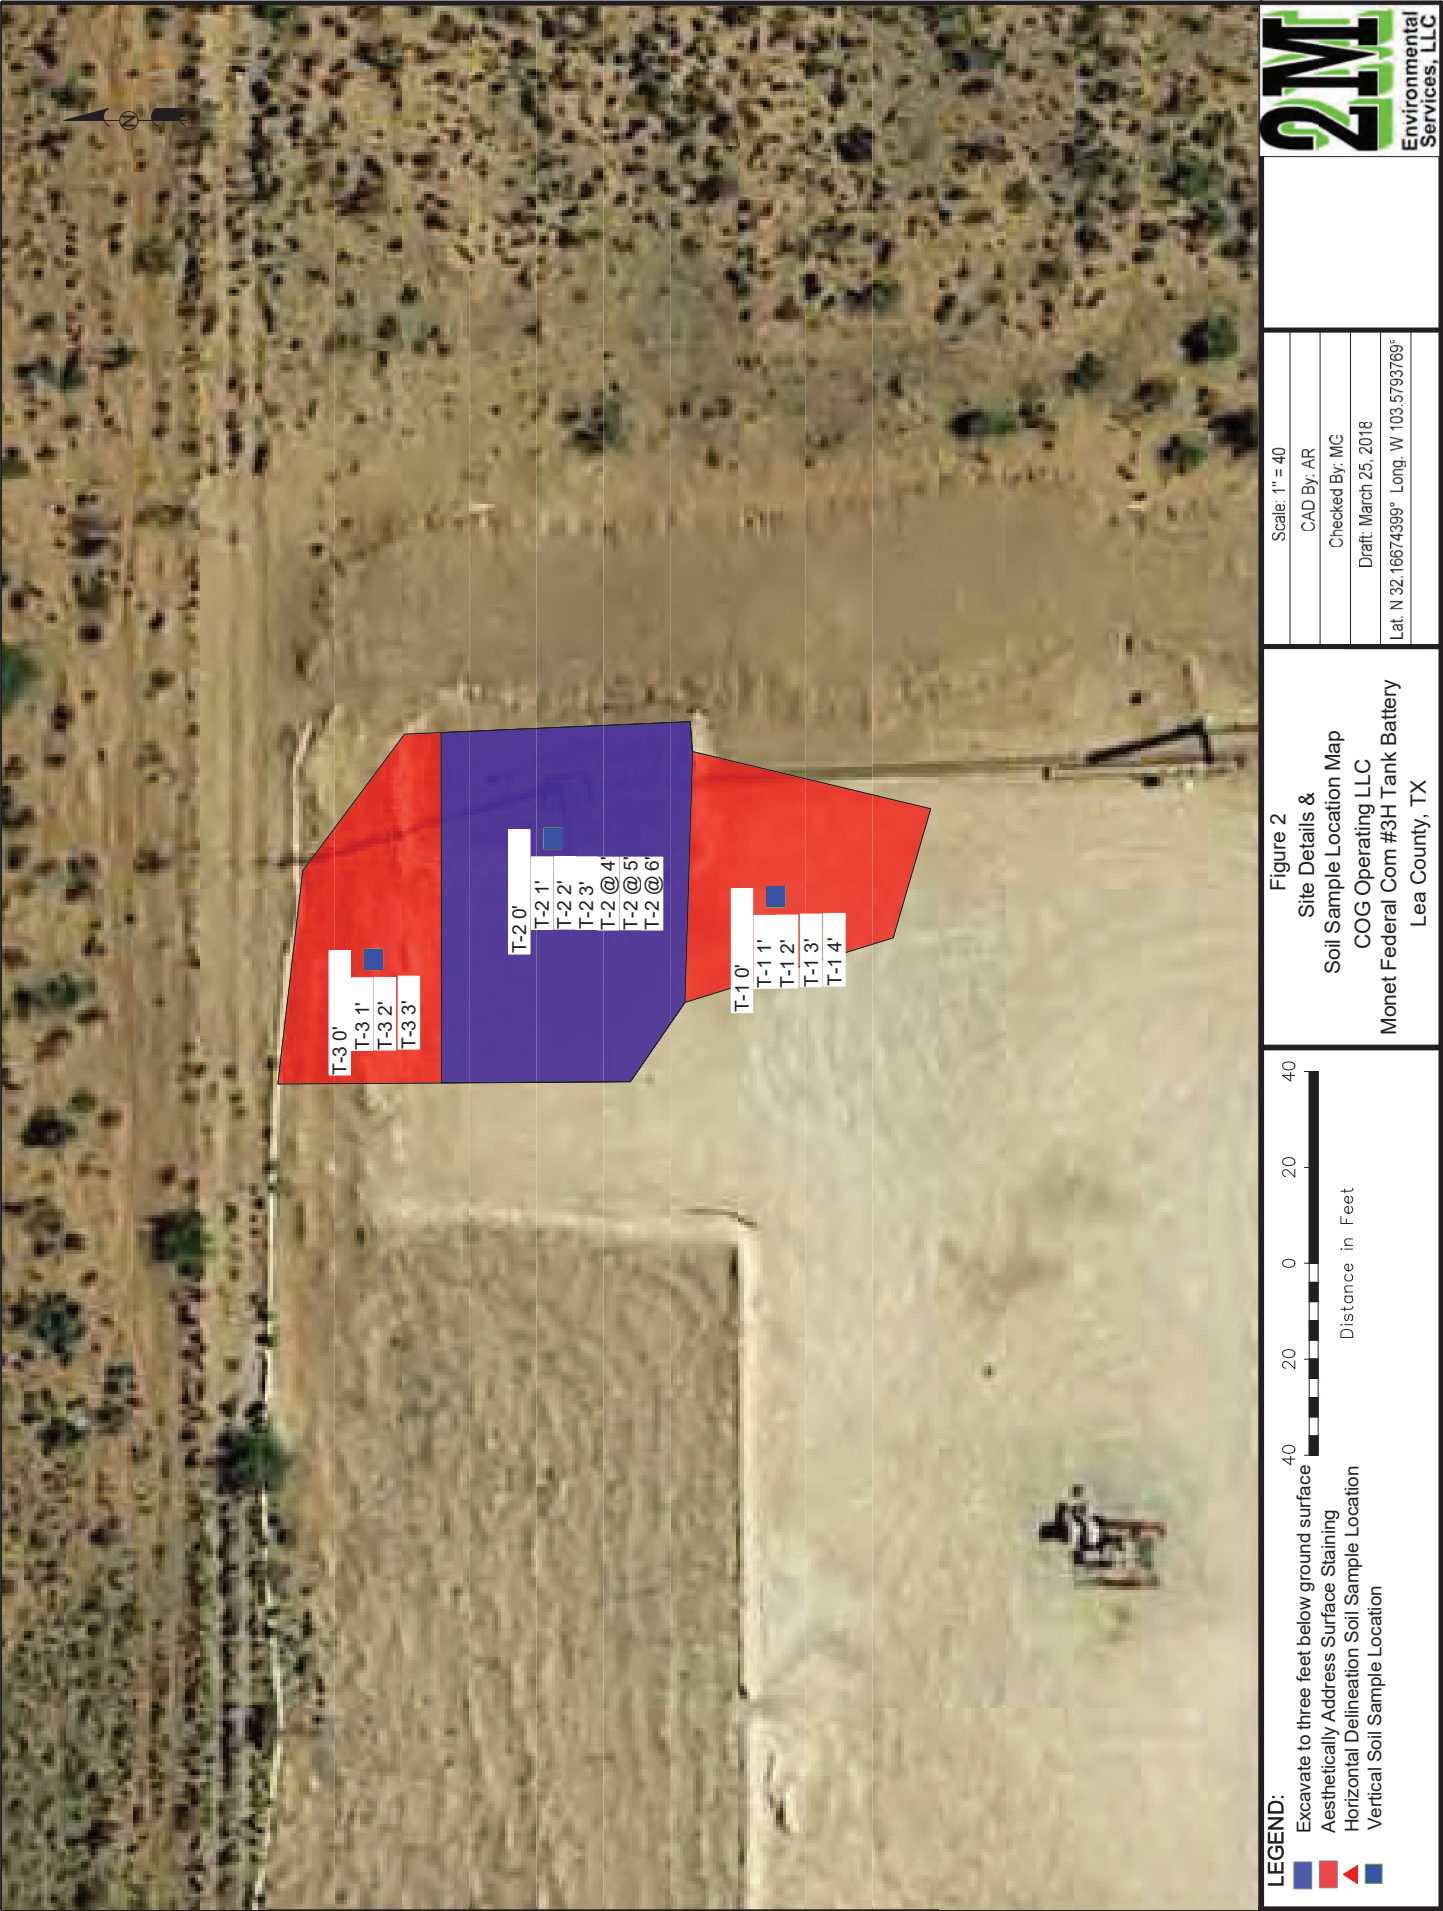 N
T-3 0'
T-3 1'
T-3 2'
T-3 3'
T-2 0'
T-2 1'
T-2 2'
T-2 3'
T-2 @ 4'
T-2 @ 5'
T-2 @ 6'
T-1 0'
T-1 1'
T-1 2'
T-1 3'
T-1 4'
LEGEND:
Excavate to three feet below ground surface
Aesthetically Address Surface Staining
Horizontal Delineation Soil Sample Location
Vertical Soil Sample Location
40 20 0 20 40
Distance in Feet
Figure 2
Site Details &
Soil Sample Location Map
COG Operating LLC
Monet Federal Com #3H Tank Battery
Lea County, TX
Scale: 1" = 40
CAD By: AR
Checked By: MG
Draft: March 25, 2018
Lat. N 32.16674399° Long. W 103.5793769°
2M
Environmental
Services, LLC